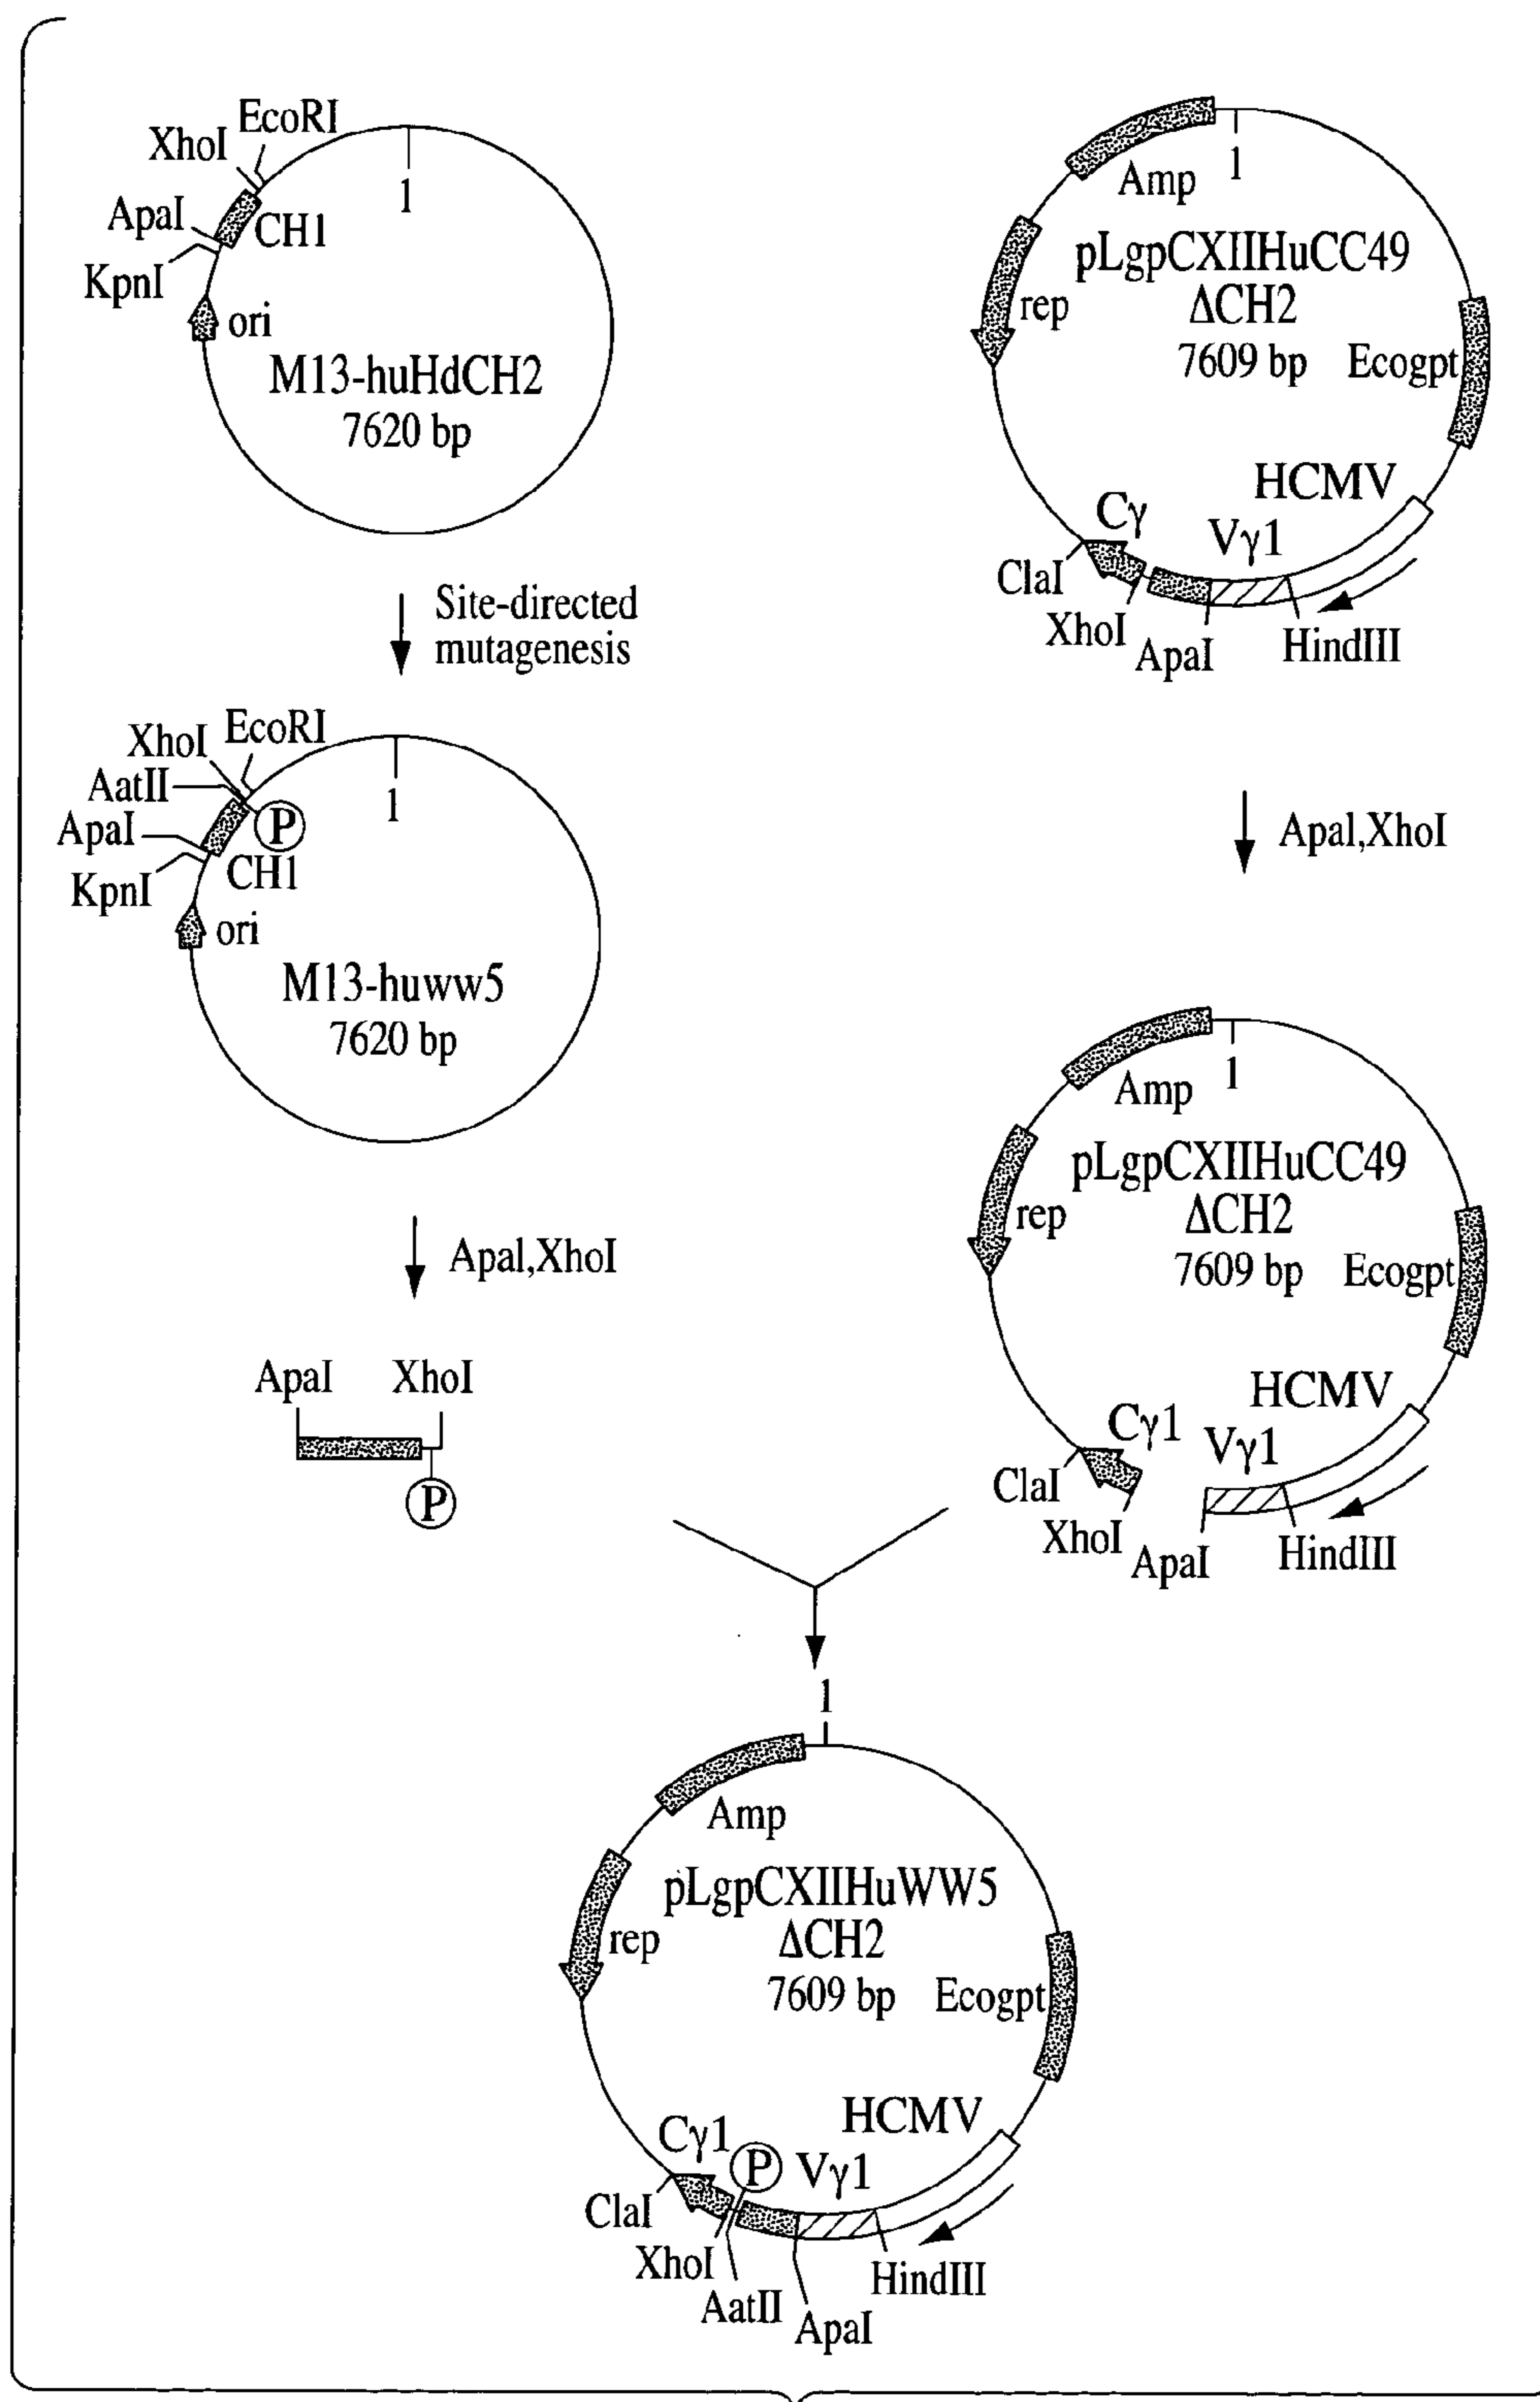 EcoRI
XhoI
ApaI
KpnI
CH1
1
ori
M13-huHdCH2
7620 bp
Site-directed
mutagenesis
XhoI
EcoRI
AatII
ApaI
KpnI
P
CH1
1
ori
M13-huww5
7620 bp
ApaI,XhoI
ApaI
XhoI
P
Amp
1
pLgpCXIIHuCC49
ΔCH2
7609 bp
rep
Ecogpt
HCMV
Cγ
Vγ1
ClaI
XhoI
ApaI
HindIII
ApaI,XhoI
Amp
1
pLgpCXIIHuCC49
ΔCH2
7609 bp
rep
Ecogpt
HCMV
Cγ1
Vγ1
ClaI
XhoI
ApaI
HindIII
1
Amp
pLgpCXIIHuWW5
ΔCH2
7609 bp
rep
Ecogpt
HCMV
Cγ1
P
Vγ1
ClaI
XhoI
AatII
ApaI
HindIII